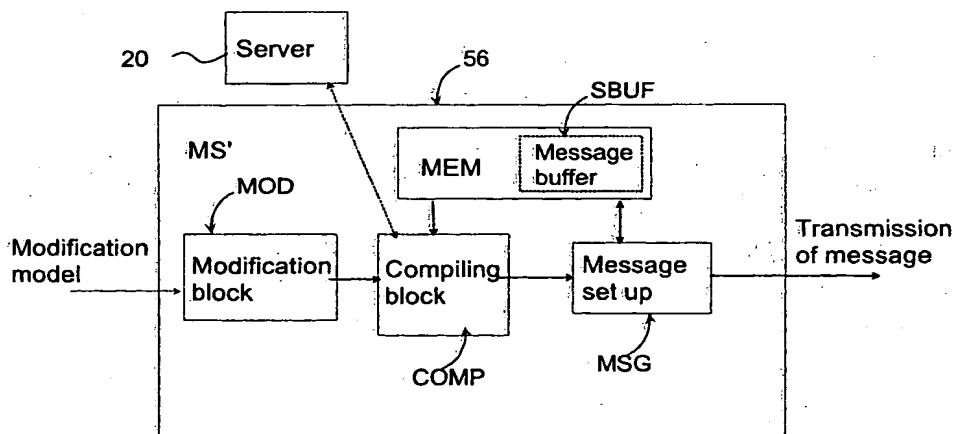 20
Server
56
SBUF
MS'
MEM
Message
buffer
MOD
Modification
model
Modification
block
Compiling
block
Message
set up
Transmission
of message
COMP
MSG